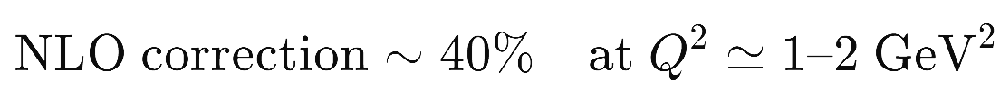 NLO correction ∼ 40% at Q² ≃ 1–2 GeV²